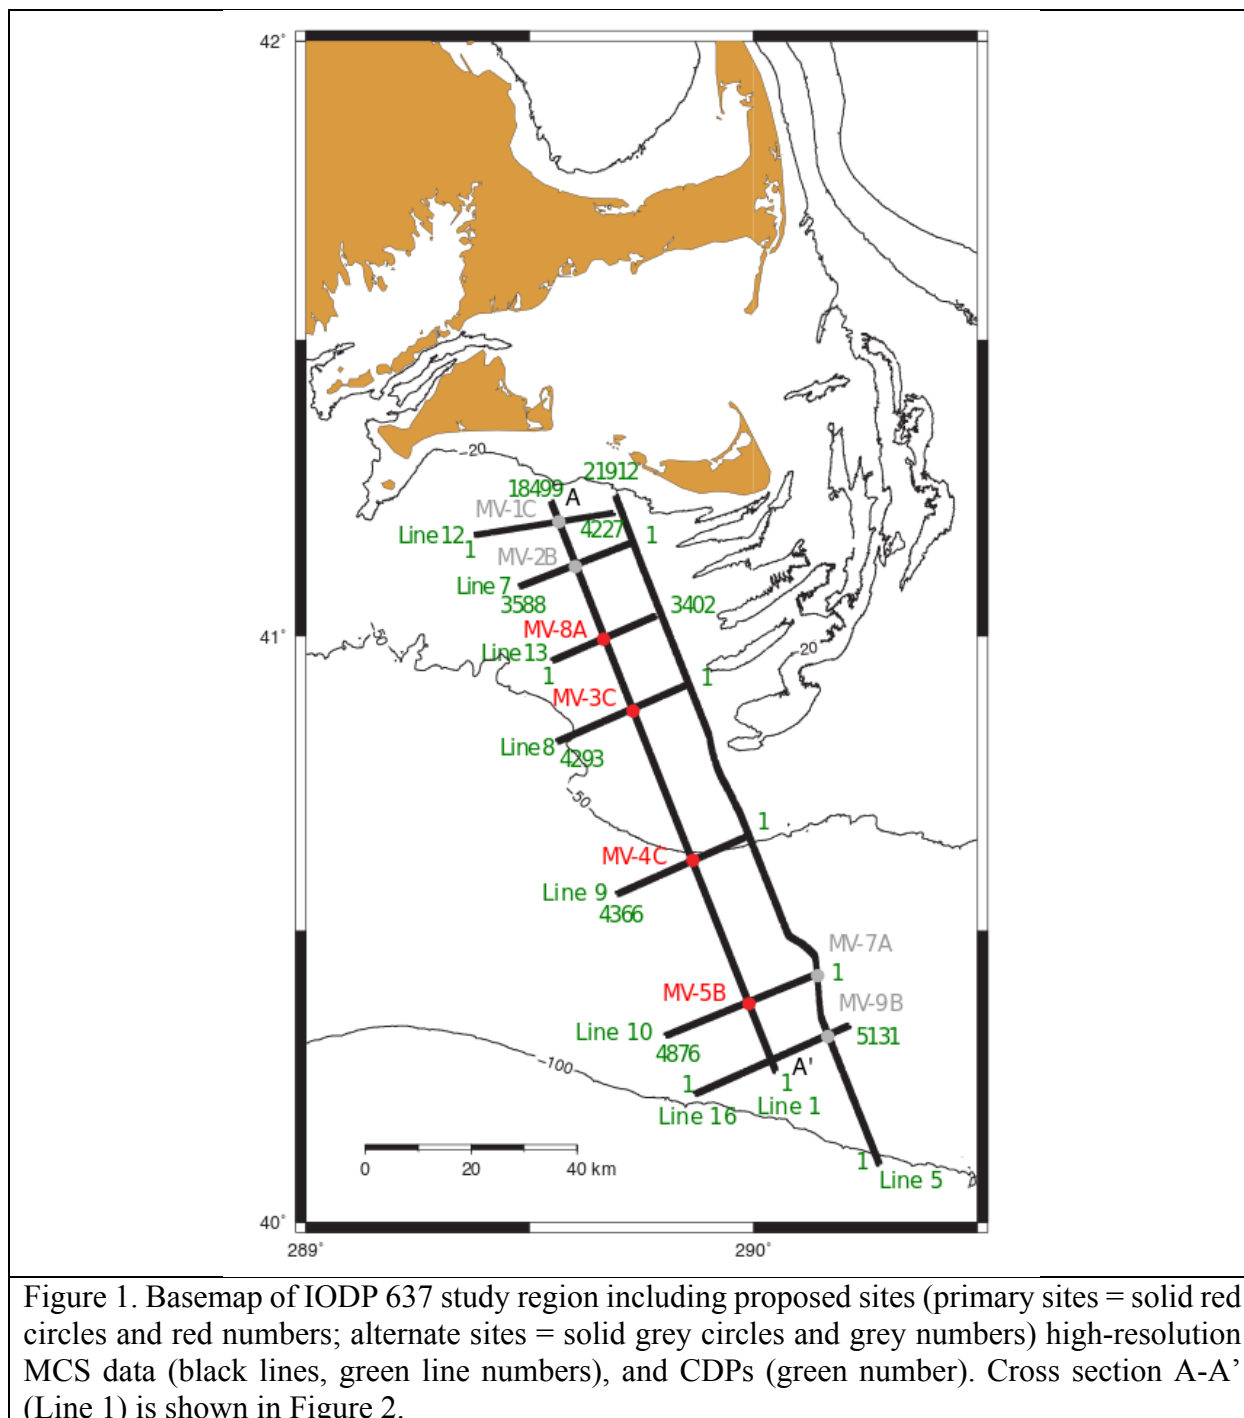 42°
−20
21912
18499
A
MV-1C
4227
Line 12
1
1
MV-2B
Line 7
3588
3402
MV-8A
41°
Line 13
−20
1
MV-3C
1
Line 8
4293
−50
1
MV-4C
Line 9
4366
MV-7A
1
MV-5B
MV-9B
Line 10
5131
4876
−100
A'
1
1
Line 1
Line 16
1
Line 5
0
20
40 km
40°
289°
290°
Figure 1. Basemap of IODP 637 study region including proposed sites (primary sites = solid red
circles and red numbers; alternate sites = solid grey circles and grey numbers) high-resolution
MCS data (black lines, green line numbers), and CDPs (green number). Cross section A-A’
(Line 1) is shown in Figure 2.